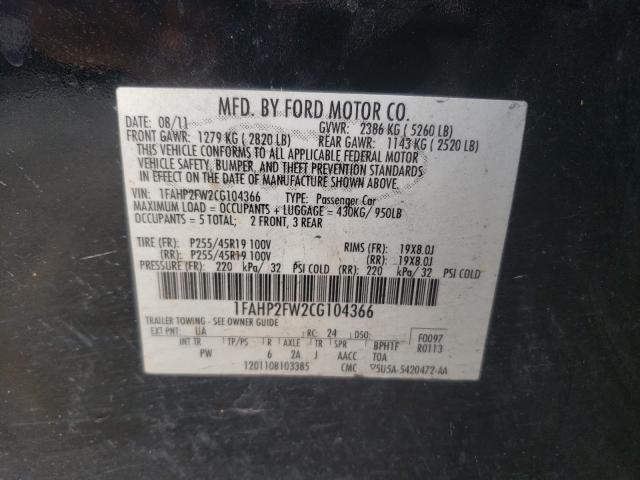 MFD. BY FORD MOTOR CO.
DATE: 08/11 GVWR: 2386 KG (5260 LB)
FRONT GAWR: 1279 KG (2820 LB) REAR GAWR: 1143 KG (2520 LB)
THIS VEHICLE CONFORMS TO ALL APPLICABLE FEDERAL MOTOR
VEHICLE SAFETY, BUMPER, AND THEFT PREVENTION STANDARDS
IN EFFECT ON THE DATE OF MANUFACTURE SHOWN ABOVE.
VIN: 1FAHP2FW2CG104366 TYPE: Passenger Car
MAXIMUM LOAD = OCCUPANTS + LUGGAGE = 430KG/ 950LB
OCCUPANTS = 5 TOTAL; 2 FRONT, 3 REAR
TIRE (FR): P255/45R19 100V RIMS (FR): 19X8.0J
(RR): P255/45R19 100V (RR): 19X8.0J
PRESSURE (FR): 220 kPa/ 32 PSI COLD (RR): 220 kPa/ 32 PSI COLD
1FAHP2FW2CG104366
TRAILER TOWING - SEE OWNER GUIDE
EXT PNT: UA RC: 24 DSO: F0097
INT TR TP/PS R AXLE TR SPR BPH1F R0113
PW 6 2A J AACC TOA
1201108103385 CMC 5U5A-5420472-AA